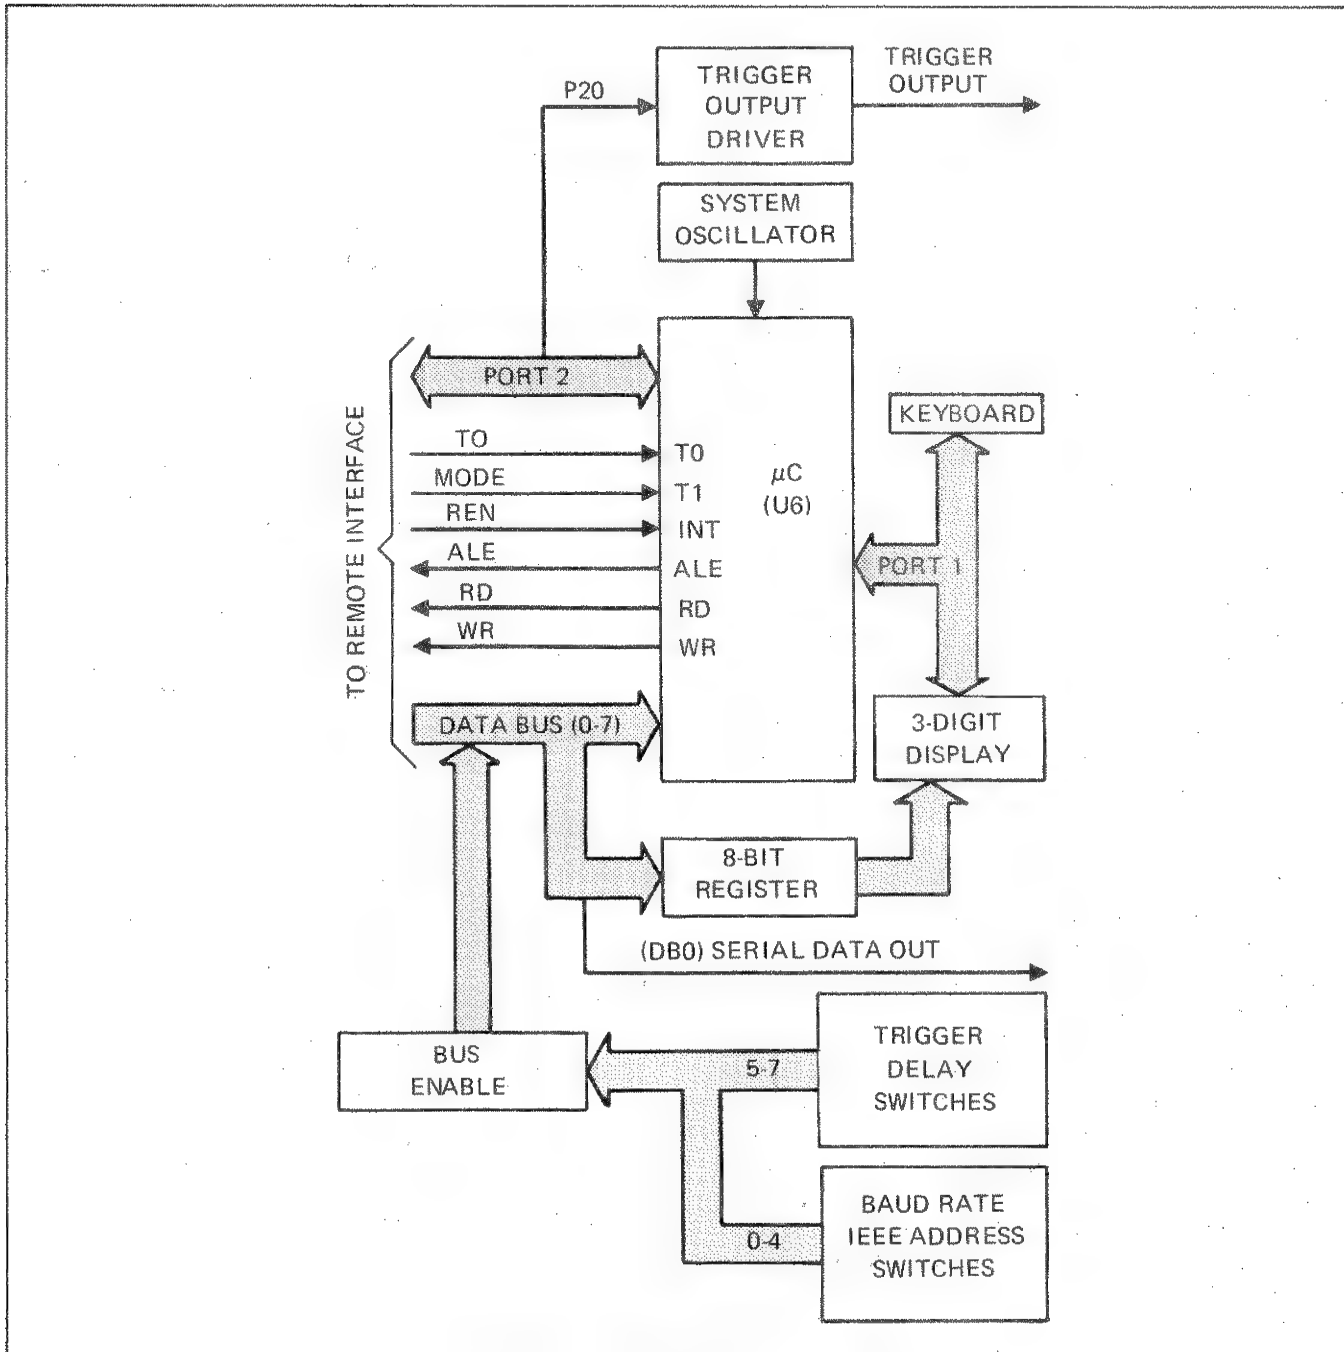 TRIGGER
OUTPUT
DRIVER
TRIGGER
OUTPUT
P20
SYSTEM
OSCILLATOR
PORT 2
TO REMOTE INTERFACE
TO
MODE
REN
ALE
RD
WR
T0
T1
INT
ALE
RD
WR
μC
(U6)
KEYBOARD
PORT 1
3-DIGIT
DISPLAY
DATA BUS (0-7)
8-BIT
REGISTER
(DB0) SERIAL DATA OUT
BUS
ENABLE
5-7
TRIGGER
DELAY
SWITCHES
0-4
BAUD RATE
IEEE ADDRESS
SWITCHES